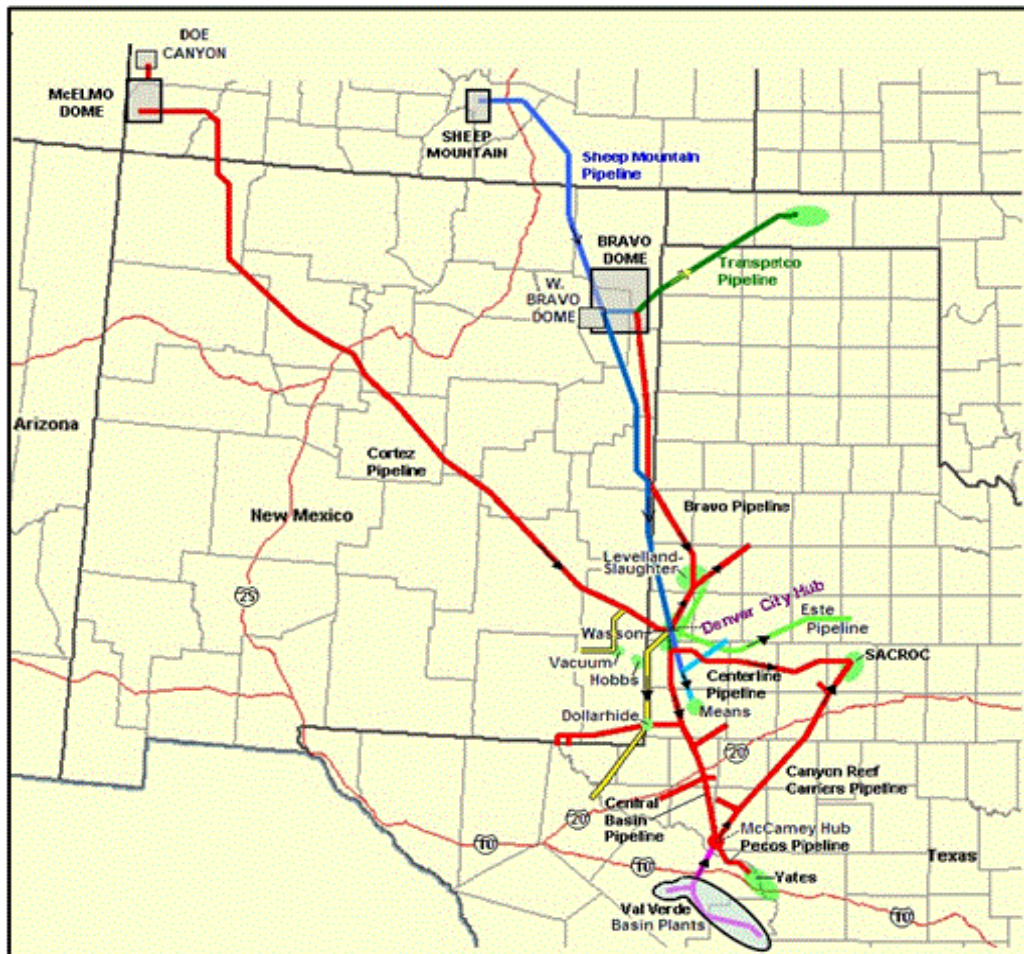 DOE
CANYON
McELMO
DOME
SHEEP
MOUNTAIN
Sheep Mountain
Pipeline
BRAVO
DOME
Transpetco
Pipeline
W.
BRAVO
DOME
Arizona
Cortez
Pipeline
New Mexico
Bravo Pipeline
Levelland-
Slaughter
25
Denver City Hub
Este
Pipeline
Wasson
Vacuum
Hobbs
SACROC
Centerline
Pipeline
Means
Dollarhide
20
Canyon Reef
Carriers Pipeline
Central
Basin
Pipeline
20
McCamey Hub
Pecos Pipeline
10
Texas
10
Yates
Val Verde
Basin Plants
10